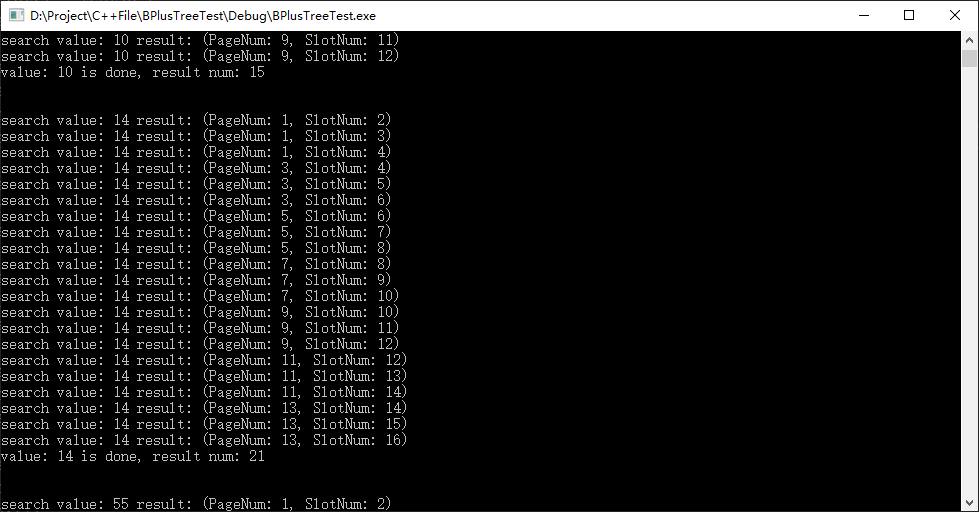 D:\Project\C++File\BPlusTreeTest\Debug\BPlusTreeTest.exe
search value: 10 result: (PageNum: 9, SlotNum: 11)
search value: 10 result: (PageNum: 9, SlotNum: 12)
value: 10 is done, result num: 15
search value: 14 result: (PageNum: 1, SlotNum: 2)
search value: 14 result: (PageNum: 1, SlotNum: 3)
search value: 14 result: (PageNum: 1, SlotNum: 4)
search value: 14 result: (PageNum: 3, SlotNum: 4)
search value: 14 result: (PageNum: 3, SlotNum: 5)
search value: 14 result: (PageNum: 3, SlotNum: 6)
search value: 14 result: (PageNum: 5, SlotNum: 6)
search value: 14 result: (PageNum: 5, SlotNum: 7)
search value: 14 result: (PageNum: 5, SlotNum: 8)
search value: 14 result: (PageNum: 7, SlotNum: 8)
search value: 14 result: (PageNum: 7, SlotNum: 9)
search value: 14 result: (PageNum: 7, SlotNum: 10)
search value: 14 result: (PageNum: 9, SlotNum: 10)
search value: 14 result: (PageNum: 9, SlotNum: 11)
search value: 14 result: (PageNum: 9, SlotNum: 12)
search value: 14 result: (PageNum: 11, SlotNum: 12)
search value: 14 result: (PageNum: 11, SlotNum: 13)
search value: 14 result: (PageNum: 11, SlotNum: 14)
search value: 14 result: (PageNum: 13, SlotNum: 14)
search value: 14 result: (PageNum: 13, SlotNum: 15)
search value: 14 result: (PageNum: 13, SlotNum: 16)
value: 14 is done, result num: 21
search value: 55 result: (PageNum: 1, SlotNum: 2)